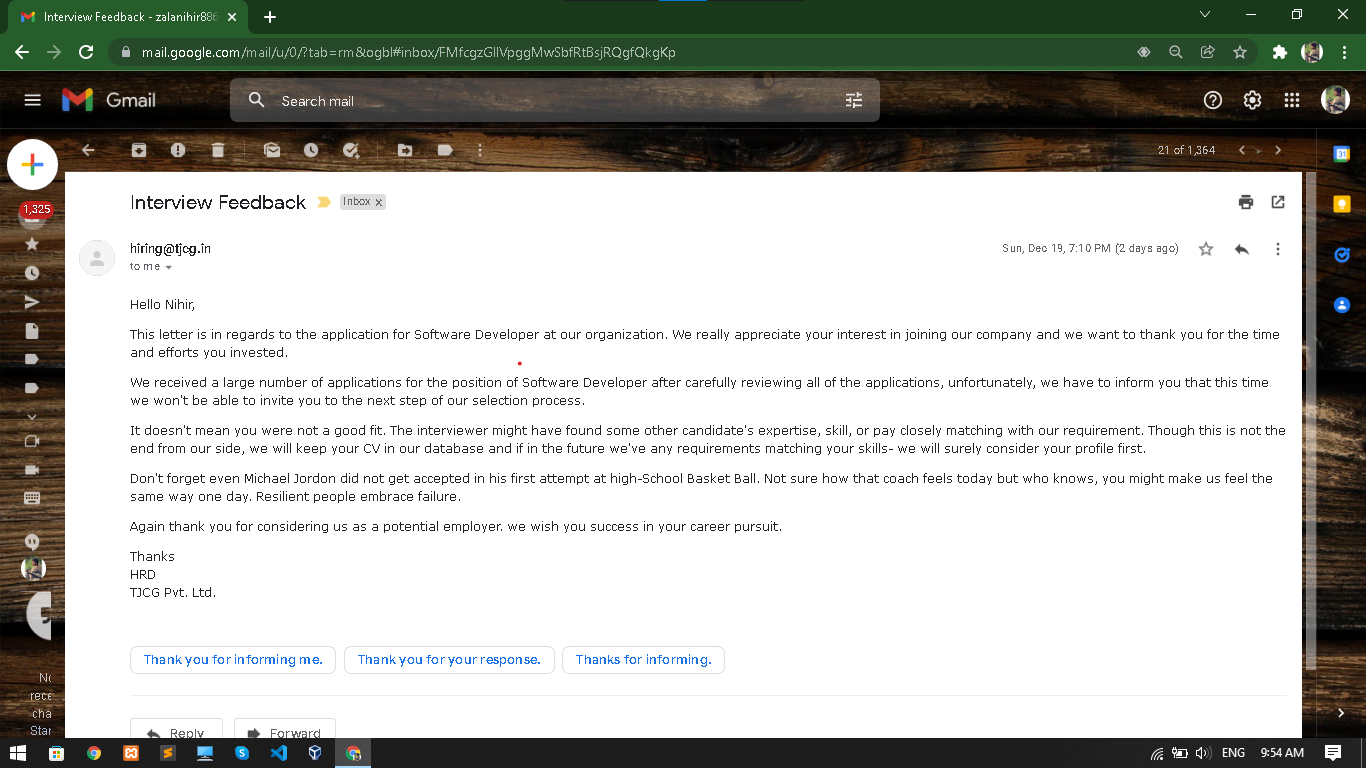 Interview Feedback - zalanihir886
mail.google.com/mail/u/0/?tab=rm&ogbl#inbox/FMfcgzGllVpggMwSbfRtBsjRQgfQkgKp
Gmail
Search mail
21 of 1,364
31
1,325
Interview Feedback
Inbox x
hiring@tjcg.in
Sun, Dec 19, 7:10 PM (2 days ago)
to me
Hello Nihir,
This letter is in regards to the application for Software Developer at our organization. We really appreciate your interest in joining our company and we want to thank you for the time
and efforts you invested.
We received a large number of applications for the position of Software Developer after carefully reviewing all of the applications, unfortunately, we have to inform you that this time
we won't be able to invite you to the next step of our selection process.
It doesn't mean you were not a good fit. The interviewer might have found some other candidate's expertise, skill, or pay closely matching with our requirement. Though this is not the
end from our side, we will keep your CV in our database and if in the future we've any requirements matching your skills- we will surely consider your profile first.
Don't forget even Michael Jordon did not get accepted in his first attempt at high-School Basket Ball. Not sure how that coach feels today but who knows, you might make us feel the
same way one day. Resilient people embrace failure.
Again thank you for considering us as a potential employer. we wish you success in your career pursuit.
Thanks
HRD
TJCG Pvt. Ltd.
Thank you for informing me.
Thank you for your response.
Thanks for informing.
No
rece
cha
Star
Reply
Forward
ENG
9:54 AM